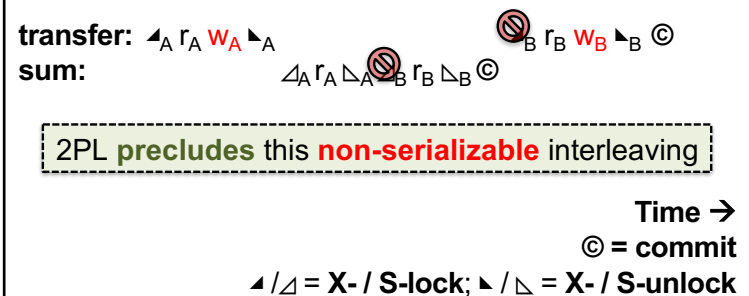 transfer: ◢A rA wA ◣A B rB wB ◣B ©
sum: ◿A rA ◺A B rB ◺B ©
2PL precludes this non-serializable interleaving
Time →
© = commit
◢ /◿ = X- / S-lock; ◣ / ◺ = X- / S-unlock